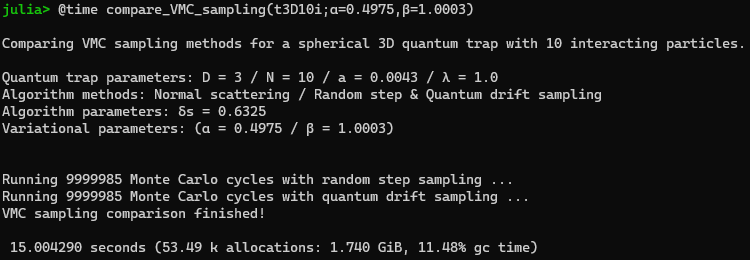 julia> @time compare_VMC_sampling(t3D10i;α=0.4975,β=1.0003)
Comparing VMC sampling methods for a spherical 3D quantum trap with 10 interacting particles.
Quantum trap parameters: D = 3 / N = 10 / a = 0.0043 / λ = 1.0
Algorithm methods: Normal scattering / Random step & Quantum drift sampling
Algorithm parameters: δs = 0.6325
Variational parameters: (α = 0.4975 / β = 1.0003)
Running 9999985 Monte Carlo cycles with random step sampling ...
Running 9999985 Monte Carlo cycles with quantum drift sampling ...
VMC sampling comparison finished!
15.004290 seconds (53.49 k allocations: 1.740 GiB, 11.48% gc time)